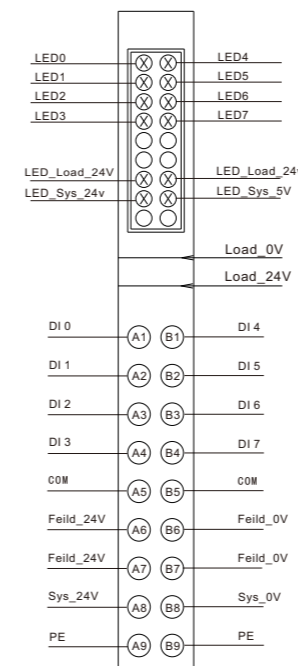 LED0 LED4
LED1 LED5
LED2 LED6
LED3 LED7
LED_Load_24V LED_Load_24v
LED_Sys_24v LED_Sys_5V
Load_0V
Load_24V
DI 0 A1 B1 DI 4
DI 1 A2 B2 DI 5
DI 2 A3 B3 DI 6
DI 3 A4 B4 DI 7
COM A5 B5 COM
Feild_24V A6 B6 Feild_0V
Feild_24V A7 B7 Feild_0V
Sys_24V A8 B8 Sys_0V
PE A9 B9 PE